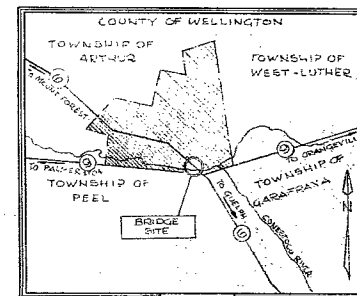 COUNTY OF WELLINGTON
TOWNSHIP OF
ARTHUR
TOWNSHIP OF
WEST-LUTHER
6
TO MOUNT FOREST
9
TO ORANGEVILLE
TO PALMERSTON
9
TOWNSHIP OF
PEEL
TOWNSHIP OF
GARAFRAXA
BRIDGE
SITE
TO GUELPH
6
CONESTOGO RIVER